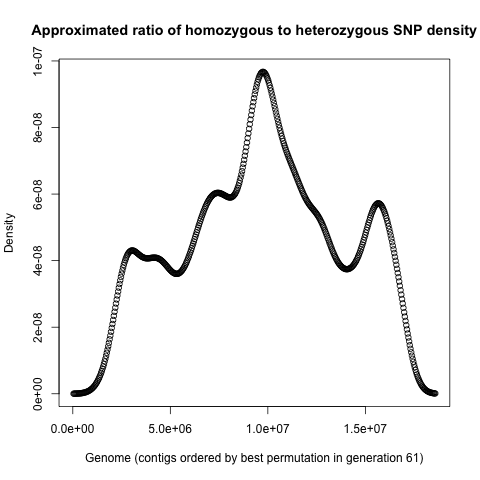 Approximated ratio of homozygous to heterozygous SNP density
Density
1e-07
8e-08
6e-08
4e-08
2e-08
0e+00
0.0e+00
5.0e+06
1.0e+07
1.5e+07
Genome (contigs ordered by best permutation in generation 61)